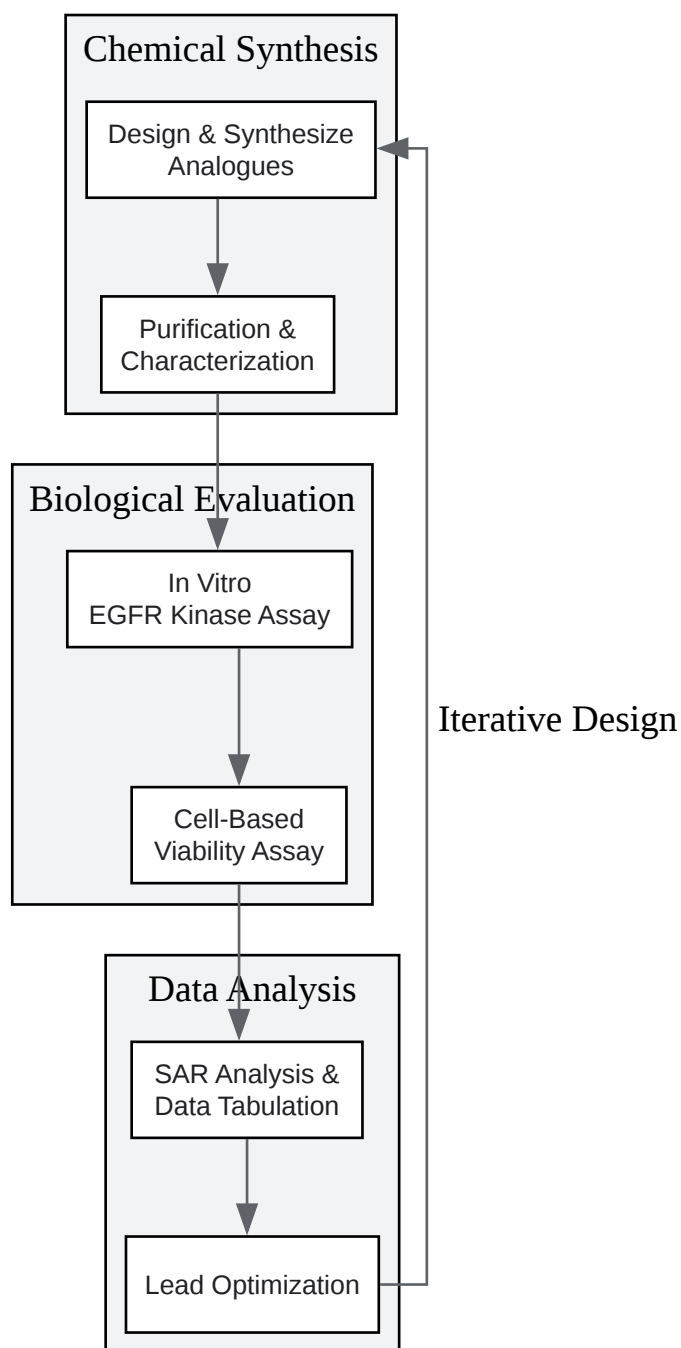 Chemical Synthesis
Design & Synthesize
Analogues
Purification &
Characterization
Biological Evaluation
In Vitro
EGFR Kinase Assay
Iterative Design
Cell-Based
Viability Assay
Data Analysis
SAR Analysis &
Data Tabulation
Lead Optimization